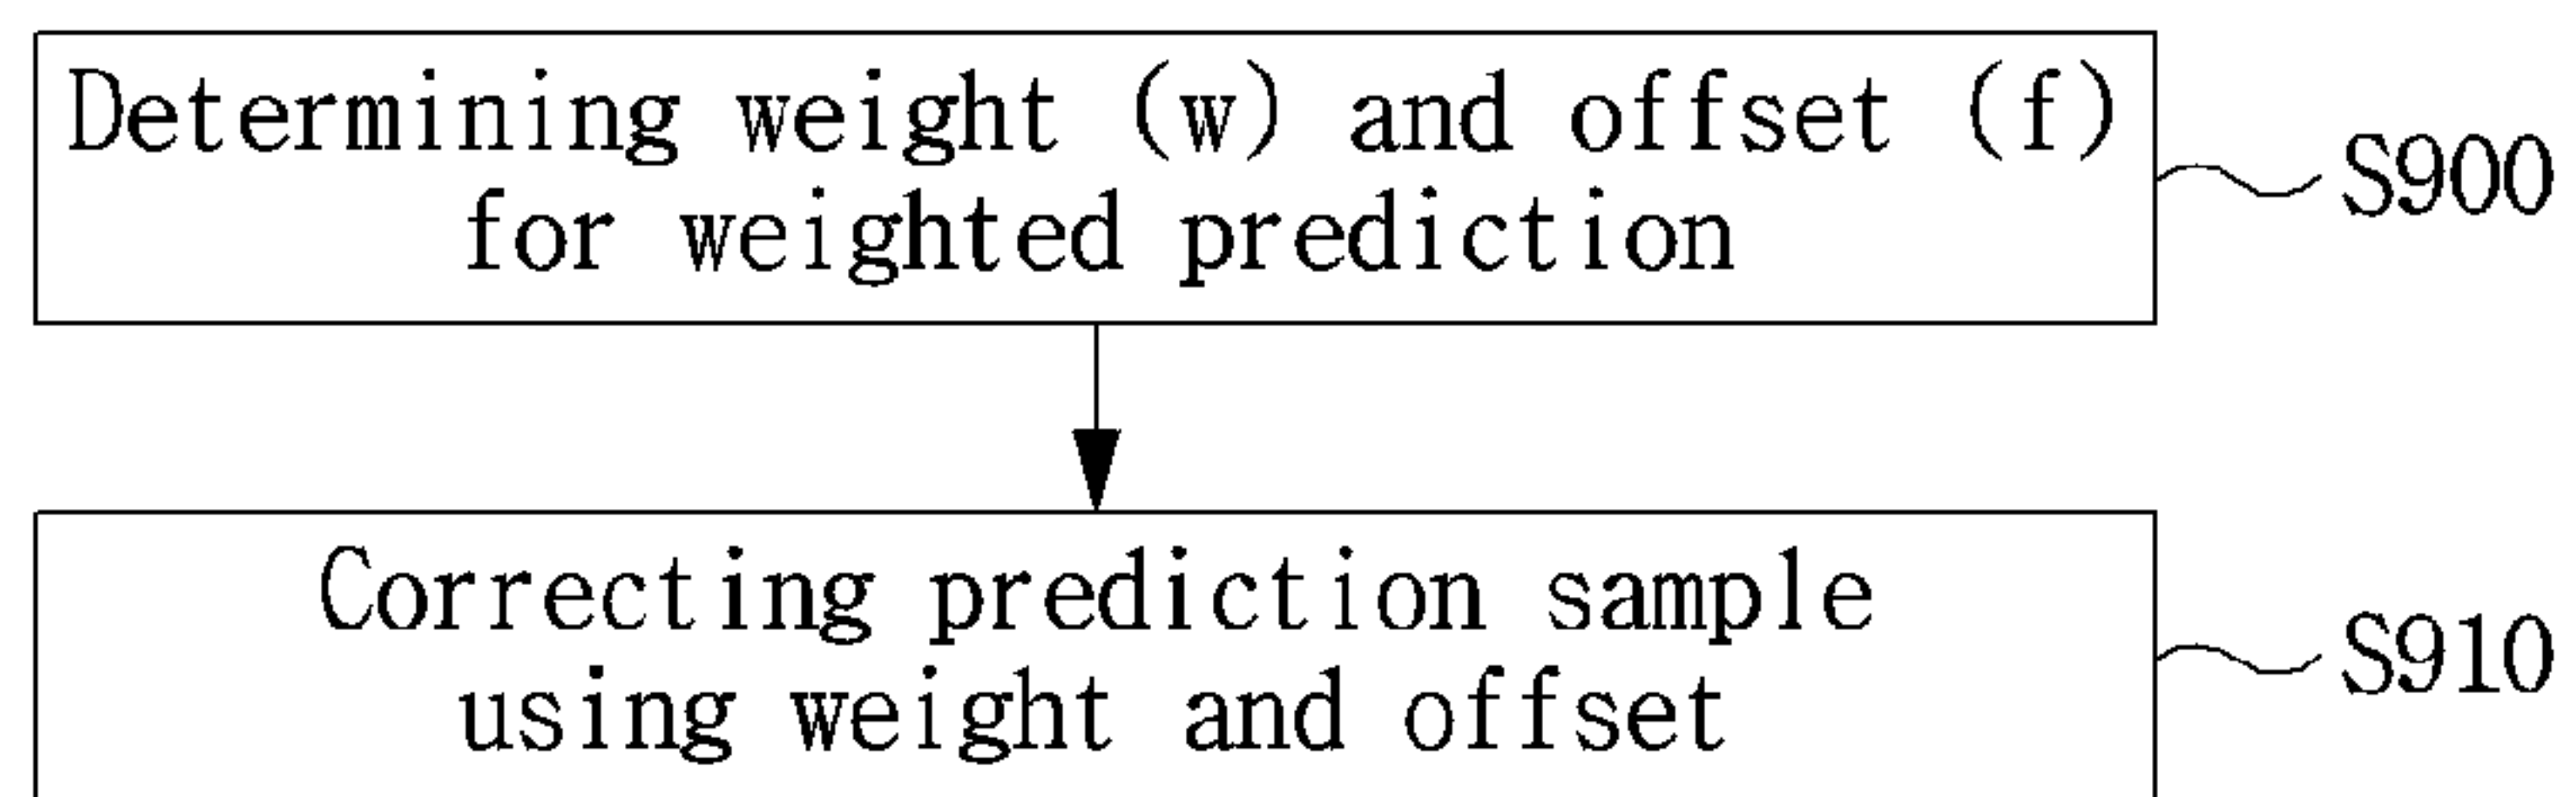 Determining weight (w) and offset (f)
for weighted prediction
S900
Correcting prediction sample
using weight and offset
S910